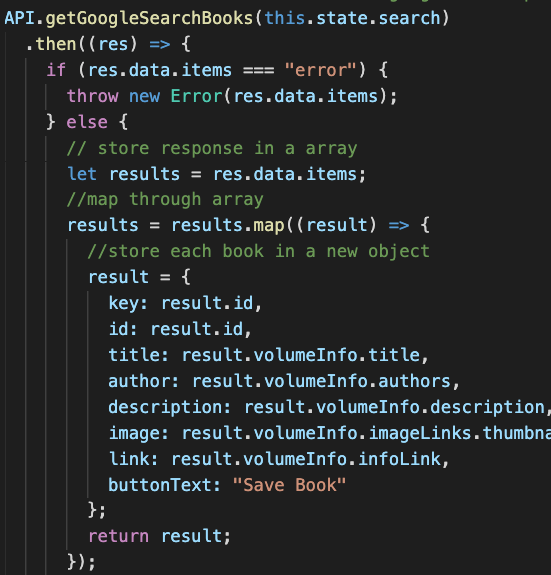 API.getGoogleSearchBooks(this.state.search)
.then((res) => {
if (res.data.items === "error") {
throw new Error(res.data.items);
} else {
// store response in a array
let results = res.data.items;
//map through array
results = results.map((result) => {
//store each book in a new object
result = {
key: result.id,
id: result.id,
title: result.volumeInfo.title,
author: result.volumeInfo.authors,
description: result.volumeInfo.description,
image: result.volumeInfo.imageLinks.thumbna
link: result.volumeInfo.infoLink,
buttonText: "Save Book"
};
return result;
});